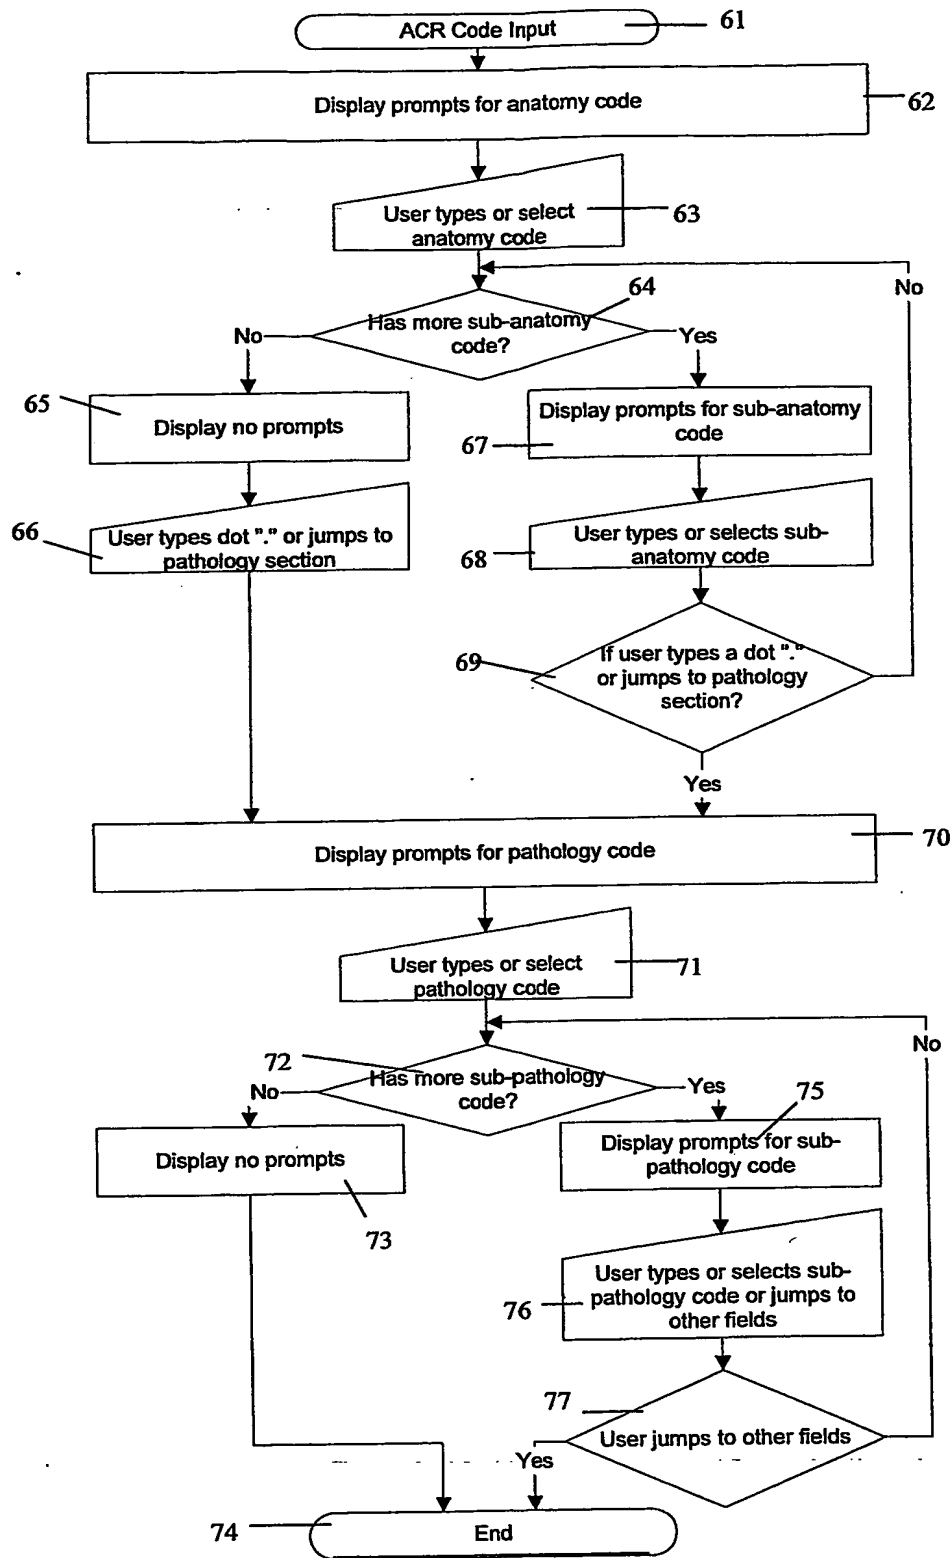 ACR Code Input
61
Display prompts for anatomy code
62
User types or select
anatomy code
63
No
64
Has more sub-anatomy
code?
No
Yes
65
Display no prompts
Display prompts for sub-anatomy
code
67
66
User types dot "." or jumps to
pathology section
User types or selects sub-
anatomy code
68
69
If user types a dot "."
or jumps to pathology
section?
Yes
70
Display prompts for pathology code
User types or select
pathology code
71
No
72
Has more sub-pathology
code?
No
Yes
75
Display no prompts
73
Display prompts for sub-
pathology code
User types or selects sub-
pathology code or jumps to
other fields
76
77
User jumps to other fields
Yes
74
End